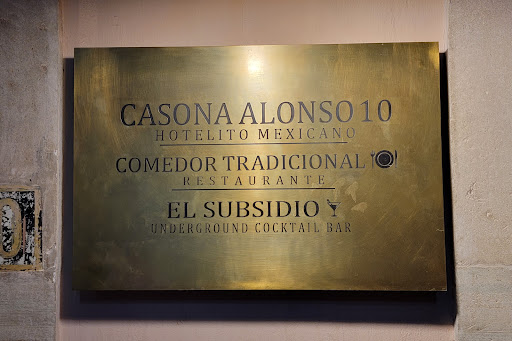 CASONA ALONSO 10
HOTELITO MEXICANO
COMEDOR TRADICIONAL
RESTAURANTE
EL SUBSIDIO
UNDERGROUND COCKTAIL BAR